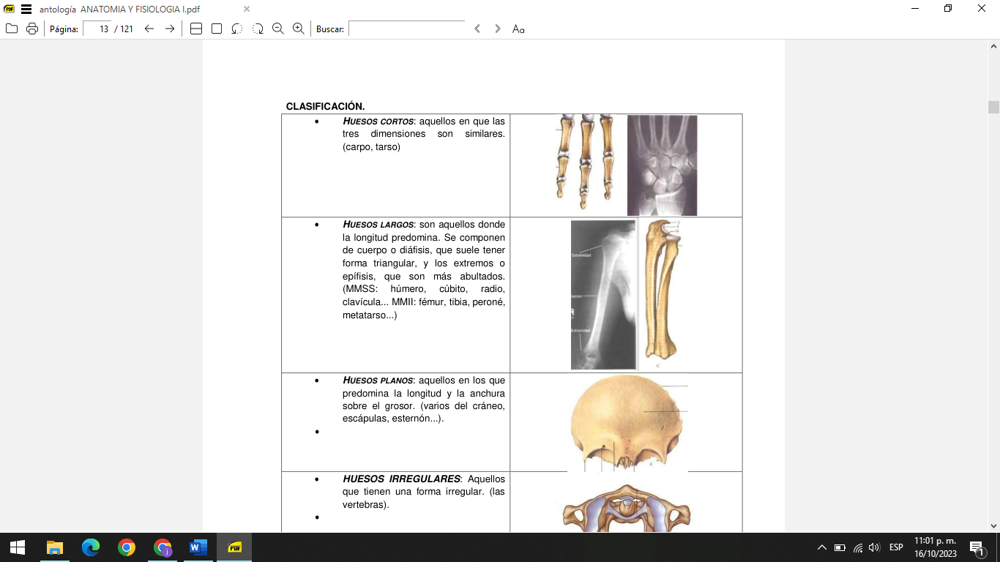 antología ANATOMIA Y FISIOLOGIA I.pdf
Página: 13 / 121
Buscar:
CLASIFICACIÓN.
• HUESOS CORTOS: aquellos en que las
tres dimensiones son similares.
(carpo, tarso)
• HUESOS LARGOS: son aquellos donde
la longitud predomina. Se componen
de cuerpo o diáfisis, que suele tener
forma triangular, y los extremos o
epífisis, que son más abultados.
(MMSS: húmero, cúbito, radio,
clavícula... MMII: fémur, tibia, peroné,
metatarso...)
Extremidad
uerpo
R
Extremidad
C
• HUESOS PLANOS: aquellos en los que
predomina la longitud y la anchura
sobre el grosor. (varios del cráneo,
escápulas, esternón...).
•
A
• HUESOS IRREGULARES: Aquellos
que tienen una forma irregular. (las
vertebras).
•
ESP
11:01 p. m.
16/10/2023
1